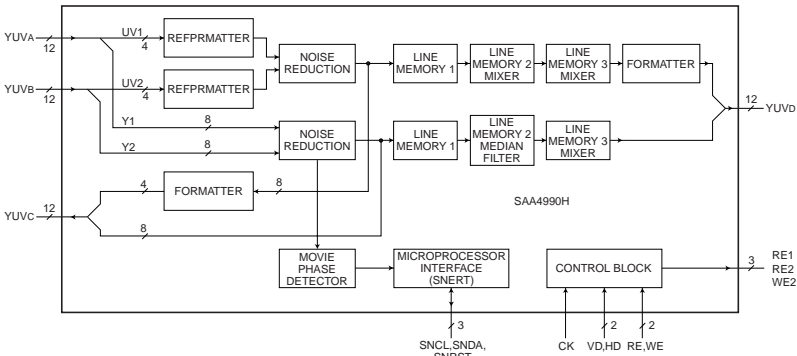 YUVA
12
UV1
4
REFPRMATTER
NOISE
REDUCTION
LINE
MEMORY 1
LINE
MEMORY 2
MIXER
LINE
MEMORY 3
MIXER
FORMATTER
YUVB
12
UV2
4
REFPRMATTER
12
YUVD
Y1
8
Y2
8
NOISE
REDUCTION
LINE
MEMORY 1
LINE
MEMORY 2
MEDIAN
FILTER
LINE
MEMORY 3
MIXER
YUVC
12
4
FORMATTER
8
8
SAA4990H
MOVIE
PHASE
DETECTOR
MICROPROCESSOR
INTERFACE
(SNERT)
CONTROL BLOCK
3
RE1
RE2
WE2
3
2
2
SNCL,SNDA,
SNRST
CK
VD,HD
RE,WE